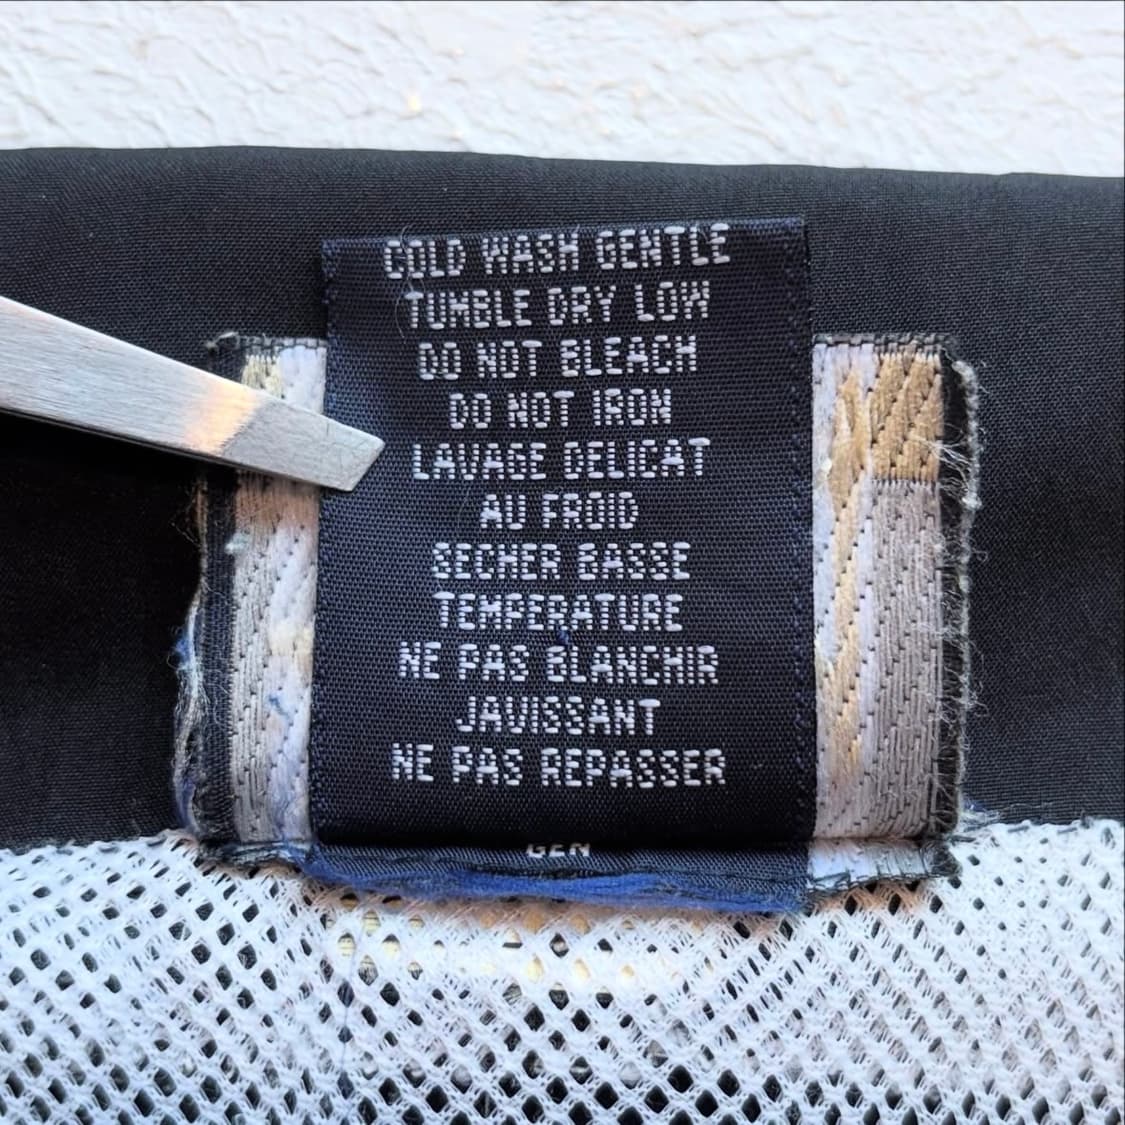 COLD WASH GENTLE
TUMBLE DRY LOW
DO NOT BLEACH
DO NOT IRON
LAVAGE DELICAT
AU FROID
SECHER BASSE
TEMPERATURE
NE PAS BLANCHIR
JAVISSANT
NE PAS REPASSER
GEN